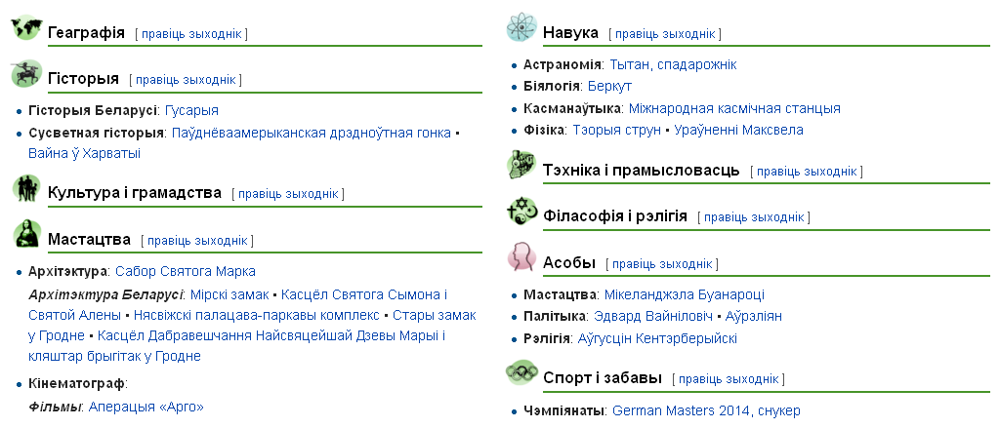 Геаграфія [ правіць зыходнік ]
Гісторыя [ правіць зыходнік ]
• Гісторыя Беларусі: Гусарыя
• Сусветная гісторыя: Паўднёваамерыканская дрэдноўтная гонка •
Вайна ў Харватыі
Культура і грамадства [ правіць зыходнік ]
Мастацтва [ правіць зыходнік ]
• Архітэктура: Сабор Святога Марка
Архітэктура Беларусі: Мірскі замак • Касцёл Святога Сымона і
Святой Алены • Нясвіжскі палацава-паркавы комплекс • Стары замак
у Гродне • Касцёл Дабравешчання Найсвяцейшай Дзевы Марыі і
кляштар брыгітак у Гродне
• Кінематограф:
Фільмы: Аперацыя «Арго»
Навука [ правіць зыходнік ]
• Астраномія: Тытан, спадарожнік
• Біялогія: Беркут
• Касманаўтыка: Міжнародная касмічная станцыя
• Фізіка: Тэорыя струн • Ураўненні Максвела
Тэхніка і прамысловасць [ правіць зыходнік ]
Філасофія і рэлігія [ правіць зыходнік ]
Асобы [ правіць зыходнік ]
• Мастацтва: Мікеланджэла Буанароці
• Палітыка: Эдвард Вайніловіч • Аўрэліян
• Рэлігія: Аўгусцін Кентэрберыйскі
Спорт і забавы [ правіць зыходнік ]
• Чэмпіянаты: German Masters 2014, снукер